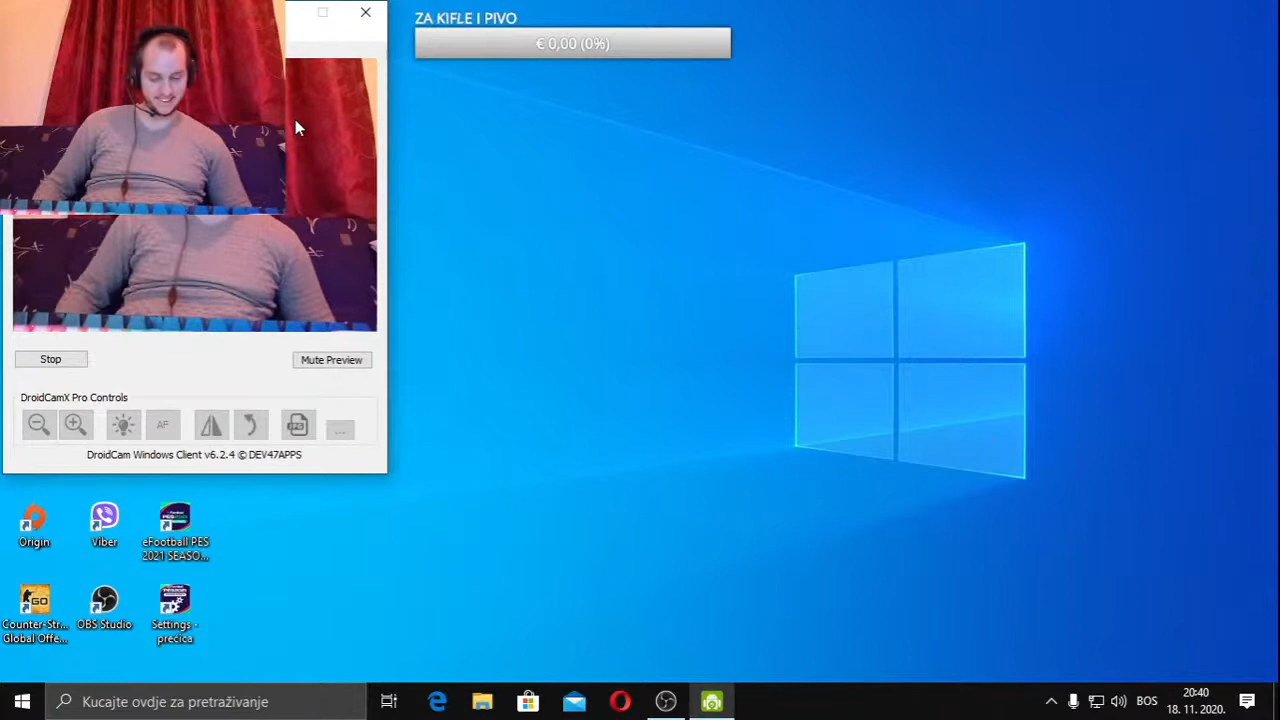 ZA KIFLE I PIVO
€ 0,00 (0%)
Stop
Mute Preview
DroidCamX Pro Controls
AF
JPG
...
DroidCam Windows Client v6.2.4 © DEV47APPS
Origin
Viber
eFootball PES
2021 SEASO...
Counter-Str...
Global Offe...
OBS Studio
Settings -
prečica
Kucajte ovdje za pretraživanje
BOS
20:40
18. 11. 2020.